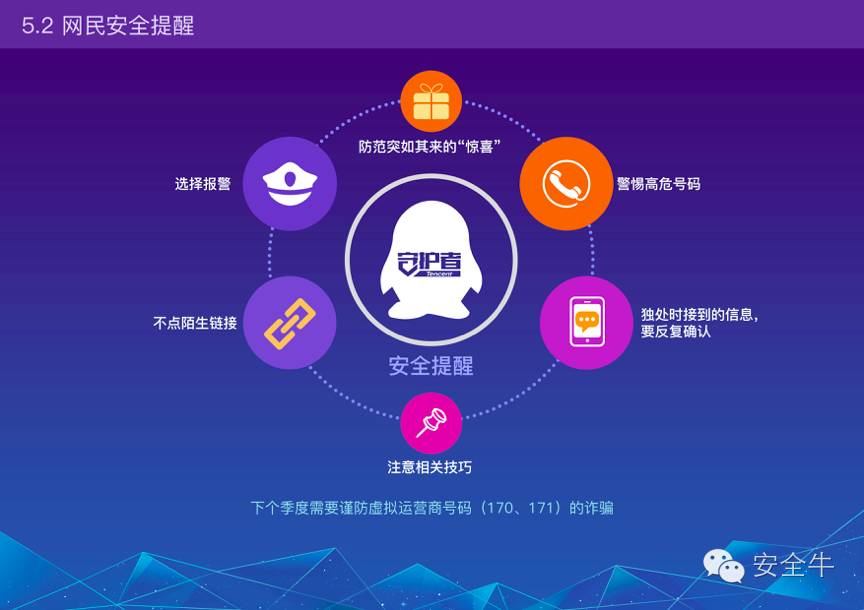 5.2 网民安全提醒
防范突如其来的“惊喜”
选择报警
警惕高危号码
守护者
Tencent
不点陌生链接
独处时接到的信息，
要反复确认
安全提醒
注意相关技巧
下个季度需要谨防虚拟运营商号码（170、171）的诈骗
安全牛